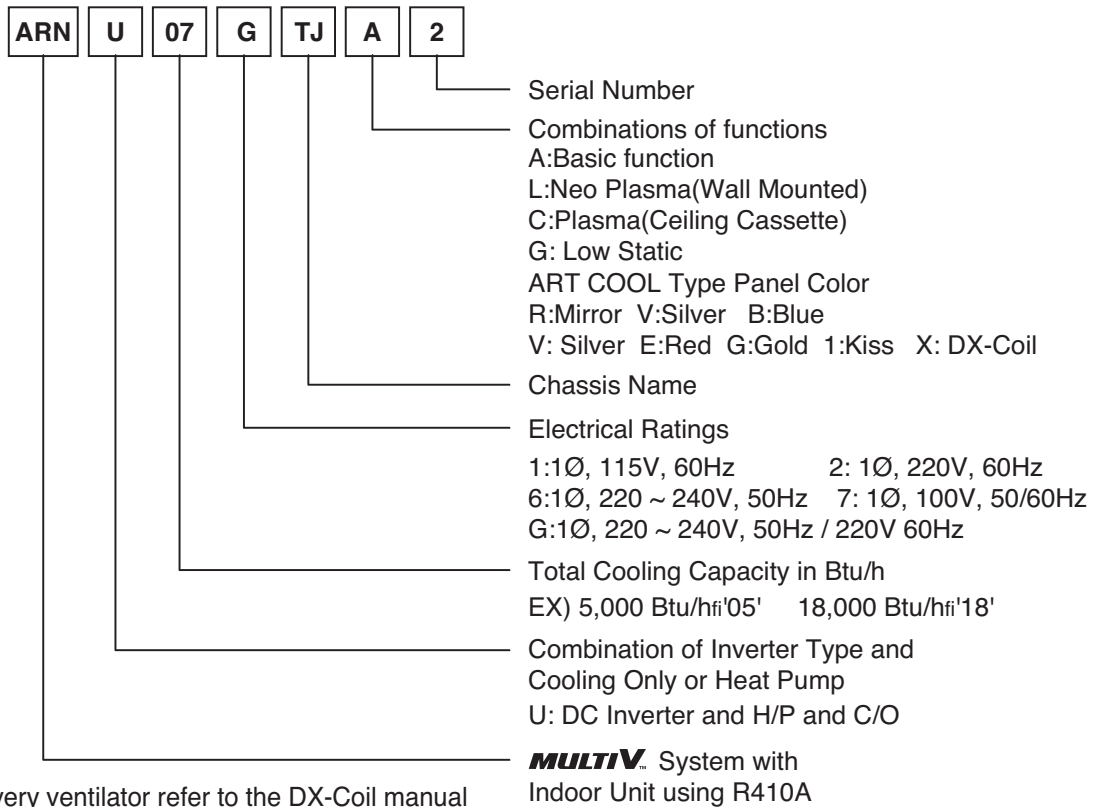 ARN U 07 G TJ A 2
Serial Number
Combinations of functions
A:Basic function
L:Neo Plasma(Wall Mounted)
C:Plasma(Ceiling Cassette)
G: Low Static
ART COOL Type Panel Color
R:Mirror V:Silver B:Blue
V: Silver E:Red G:Gold 1:Kiss X: DX-Coil
Chassis Name
Electrical Ratings
1:1Ø, 115V, 60Hz 2: 1Ø, 220V, 60Hz
6:1Ø, 220 ~ 240V, 50Hz 7: 1Ø, 100V, 50/60Hz
G:1Ø, 220 ~ 240V, 50Hz / 220V 60Hz
Total Cooling Capacity in Btu/h
EX) 5,000 Btu/hfi'05' 18,000 Btu/hfi'18'
Combination of Inverter Type and
Cooling Only or Heat Pump
U: DC Inverter and H/P and C/O
MULTI V™ System with
Indoor Unit using R410A
very ventilator refer to the DX-Coil manual